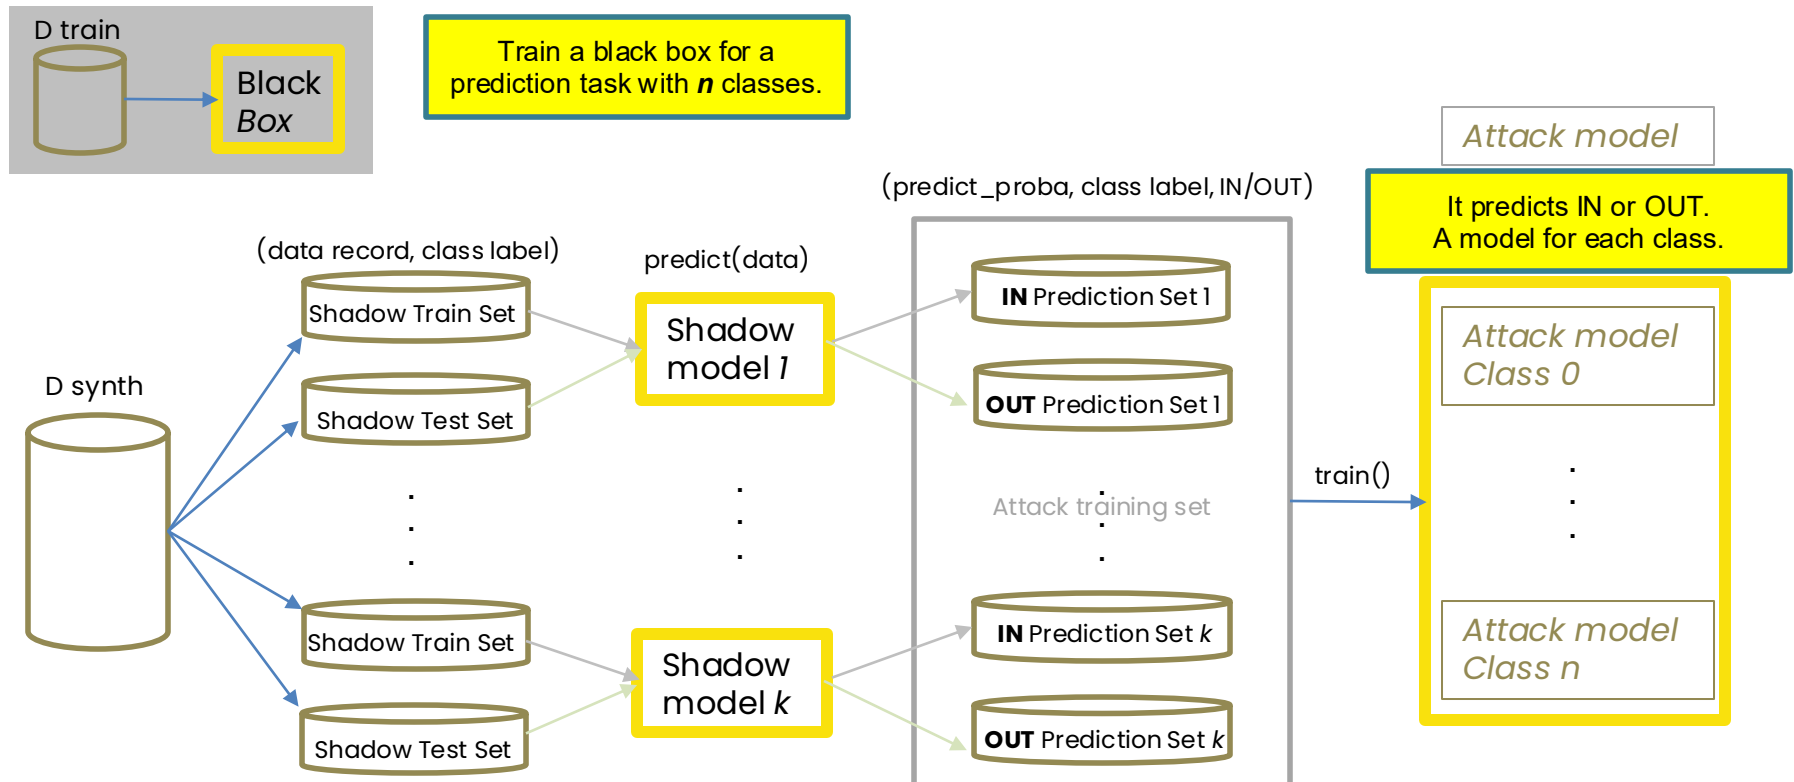 D train
Black
Box
Train a black box for a
prediction task with n classes.
Attack model
(predict_proba, class label, IN/OUT)
It predicts IN or OUT.
A model for each class.
(data record, class label)
predict(data)
Shadow Train Set
Shadow
model 1
IN Prediction Set 1
Attack model
Class 0
D synth
Shadow Test Set
OUT Prediction Set 1
.
.
.
.
.
.
Attack training set
.
.
.
train()
.
.
.
Shadow Train Set
Shadow
model k
IN Prediction Set k
Attack model
Class n
Shadow Test Set
OUT Prediction Set k